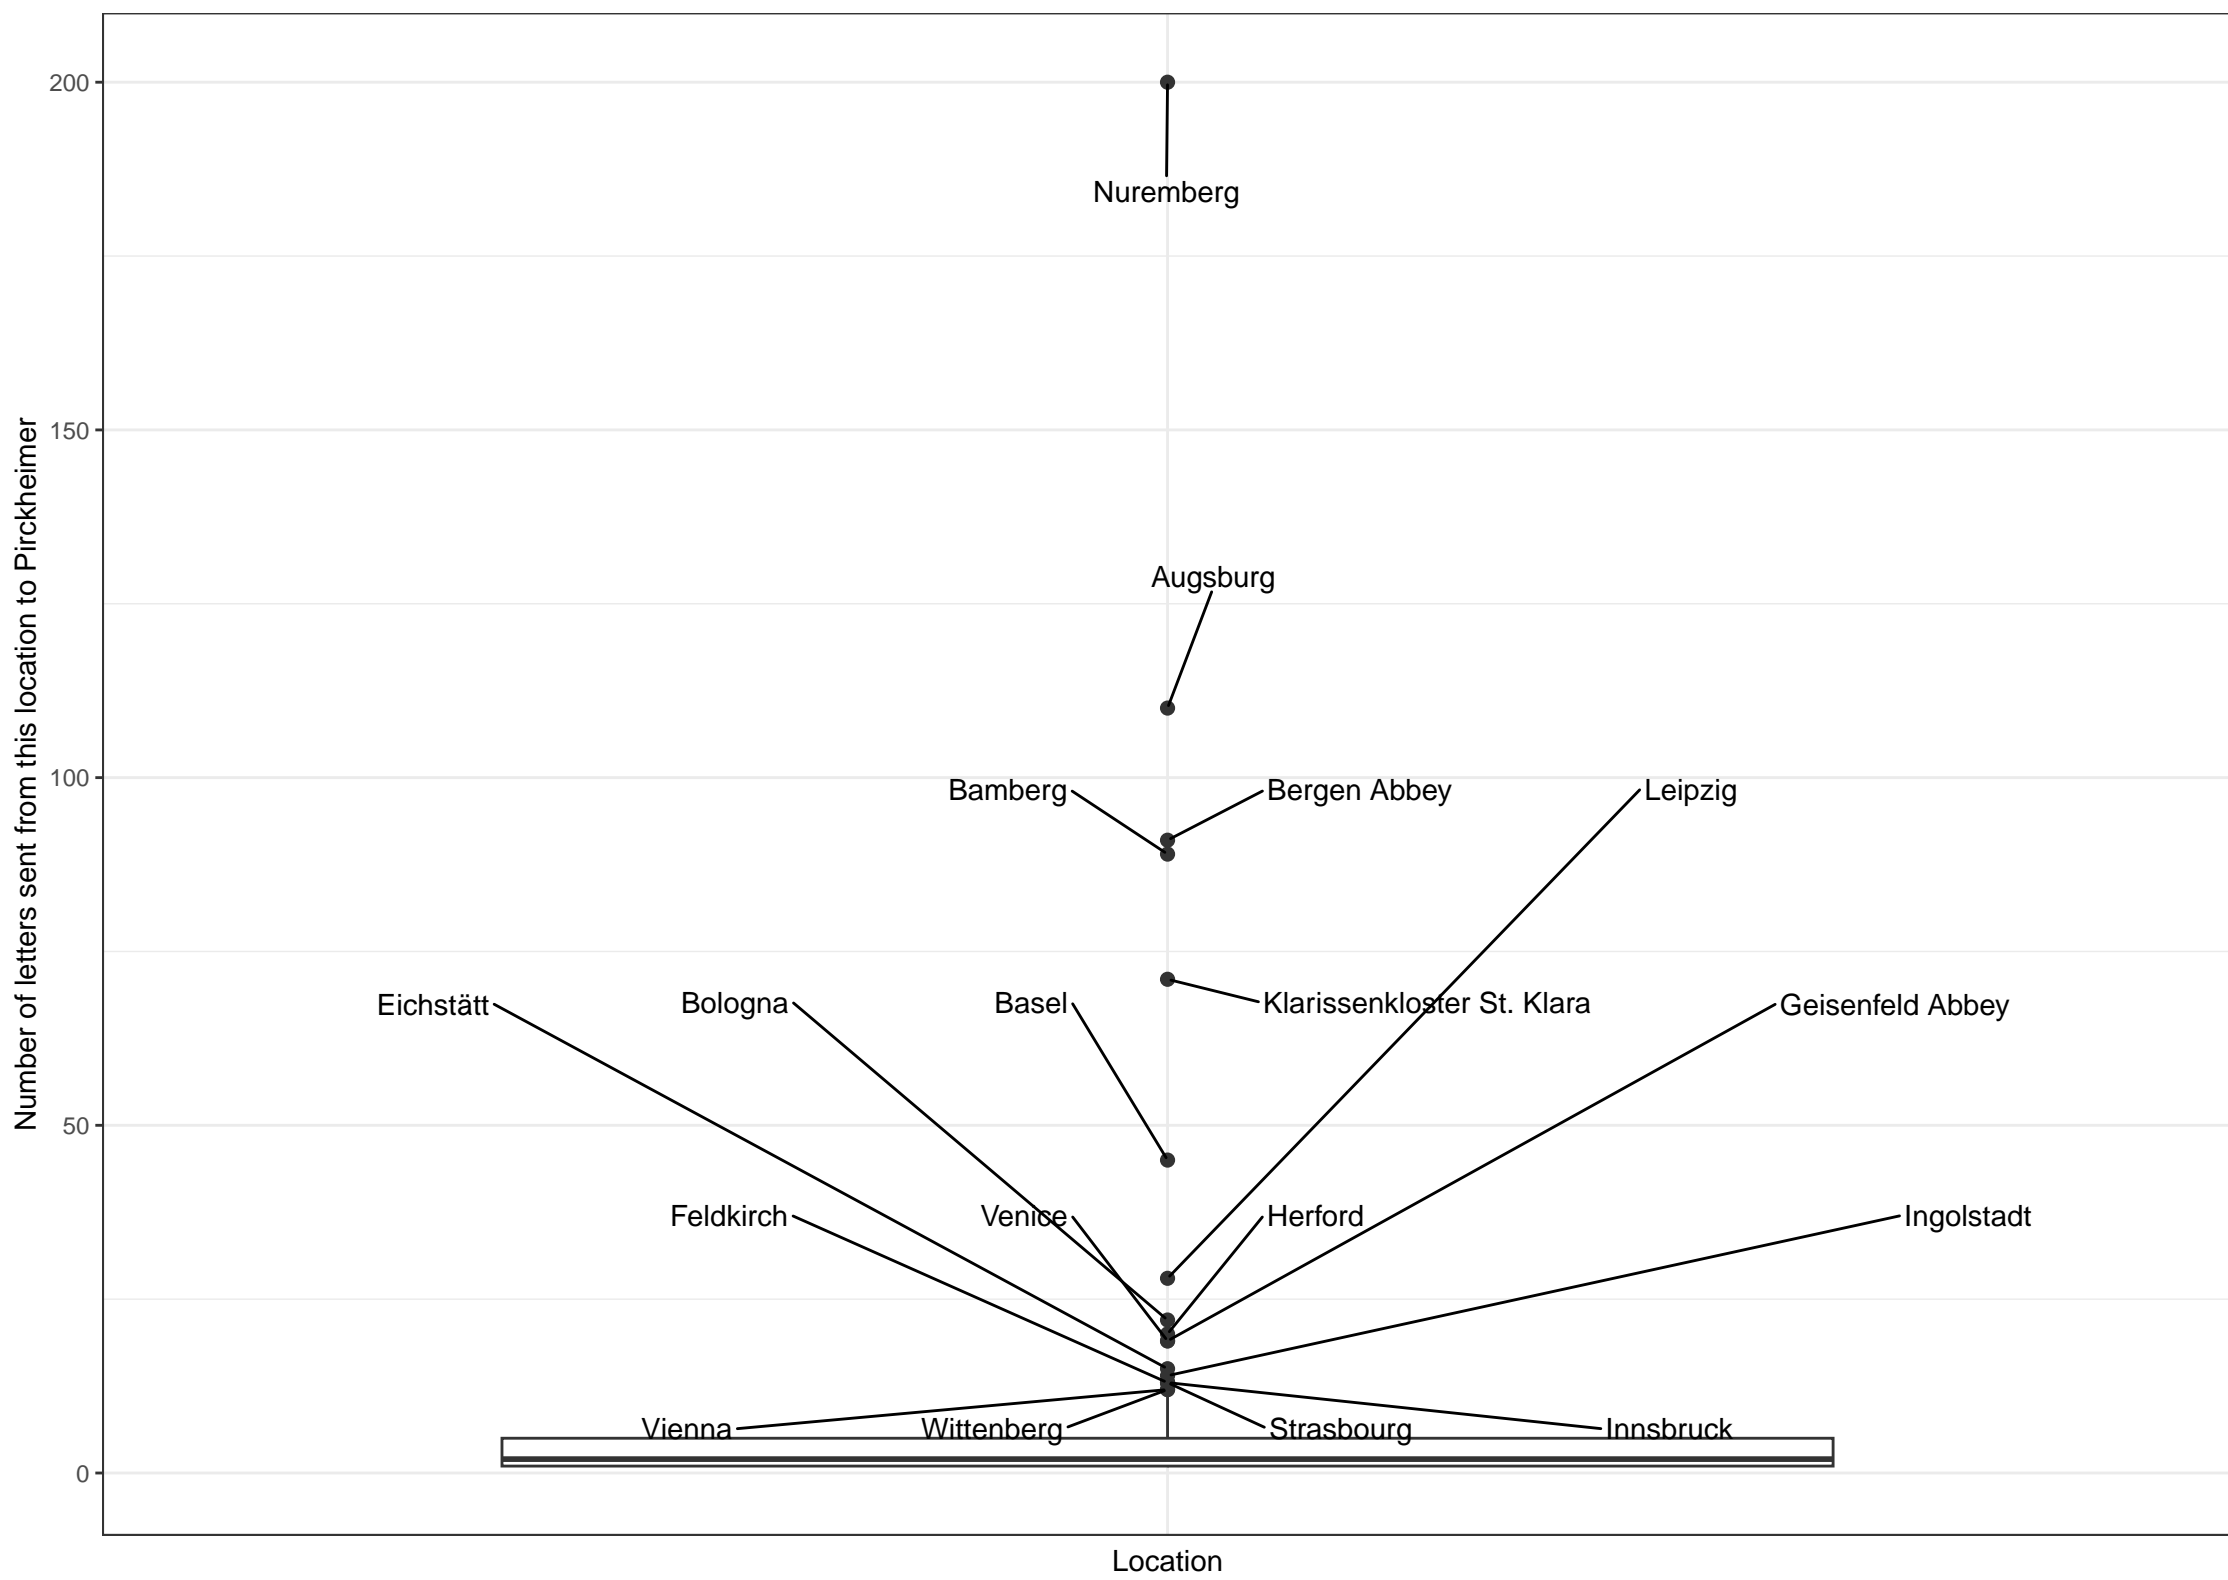 200
Nuremberg
150
Augsburg
100
Bamberg
Bergen Abbey
Leipzig
Eichstätt
Bologna
Basel
Klarissenkloster St. Klara
Geisenfeld Abbey
50
Feldkirch
Venice
Herford
Ingolstadt
Vienna
Wittenberg
Strasbourg
Innsbruck
0
Number of letters sent from this location to Pirckheimer
Location